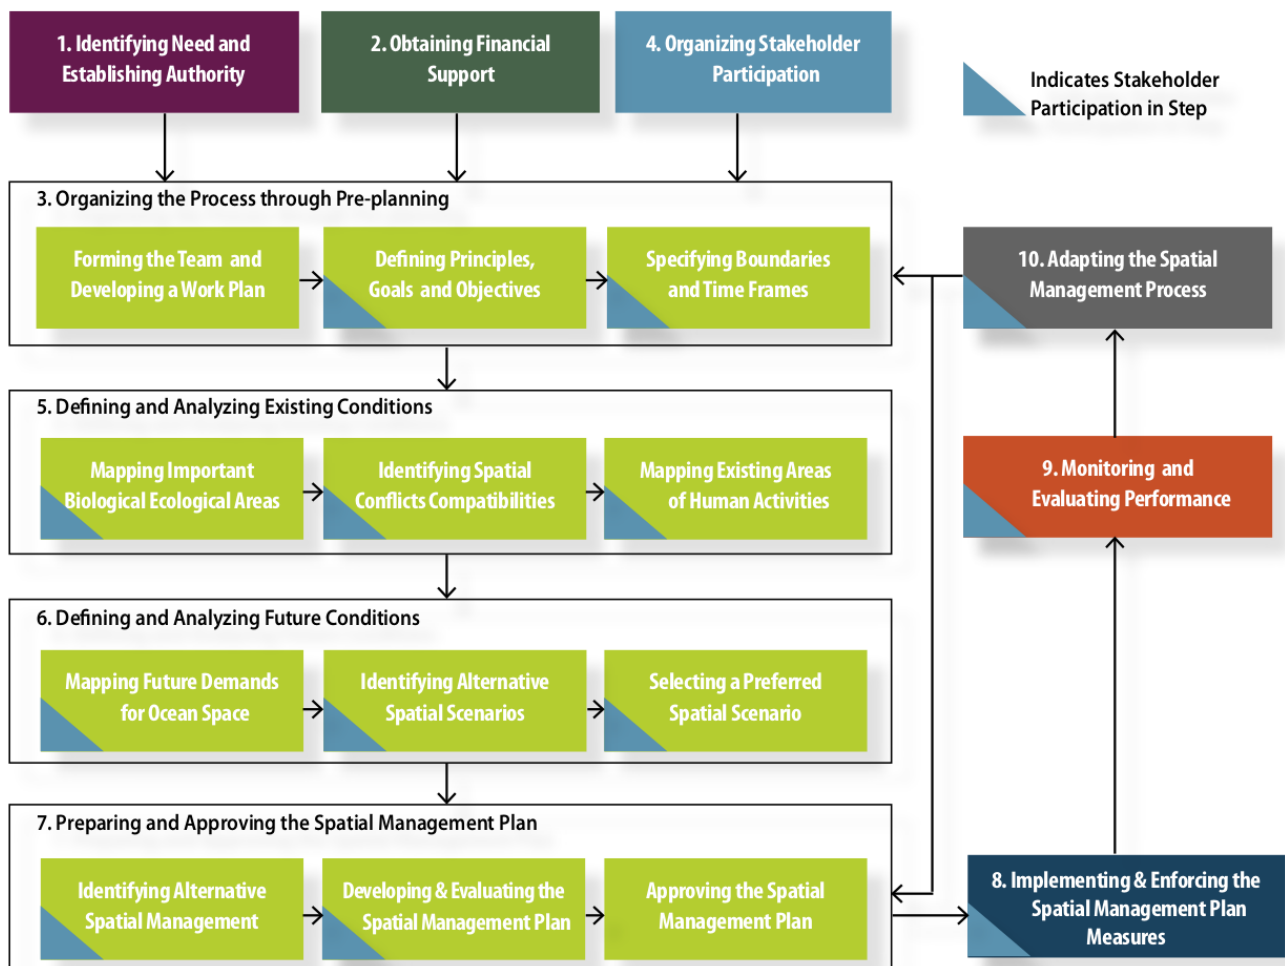 1. Identifying Need and
Establishing Authority
2. Obtaining Financial
Support
4. Organizing Stakeholder
Participation
Indicates Stakeholder
Participation in Step
3. Organizing the Process through Pre-planning
Forming the Team and
Developing a Work Plan
Defining Principles,
Goals and Objectives
Specifying Boundaries
and Time Frames
10. Adapting the Spatial
Management Process
5. Defining and Analyzing Existing Conditions
Mapping Important
Biological Ecological Areas
Identifying Spatial
Conflicts Compatibilities
Mapping Existing Areas
of Human Activities
9. Monitoring and
Evaluating Performance
6. Defining and Analyzing Future Conditions
Mapping Future Demands
for Ocean Space
Identifying Alternative
Spatial Scenarios
Selecting a Preferred
Spatial Scenario
7. Preparing and Approving the Spatial Management Plan
Identifying Alternative
Spatial Management
Developing & Evaluating the
Spatial Management Plan
Approving the Spatial
Management Plan
8. Implementing & Enforcing the
Spatial Management Plan
Measures